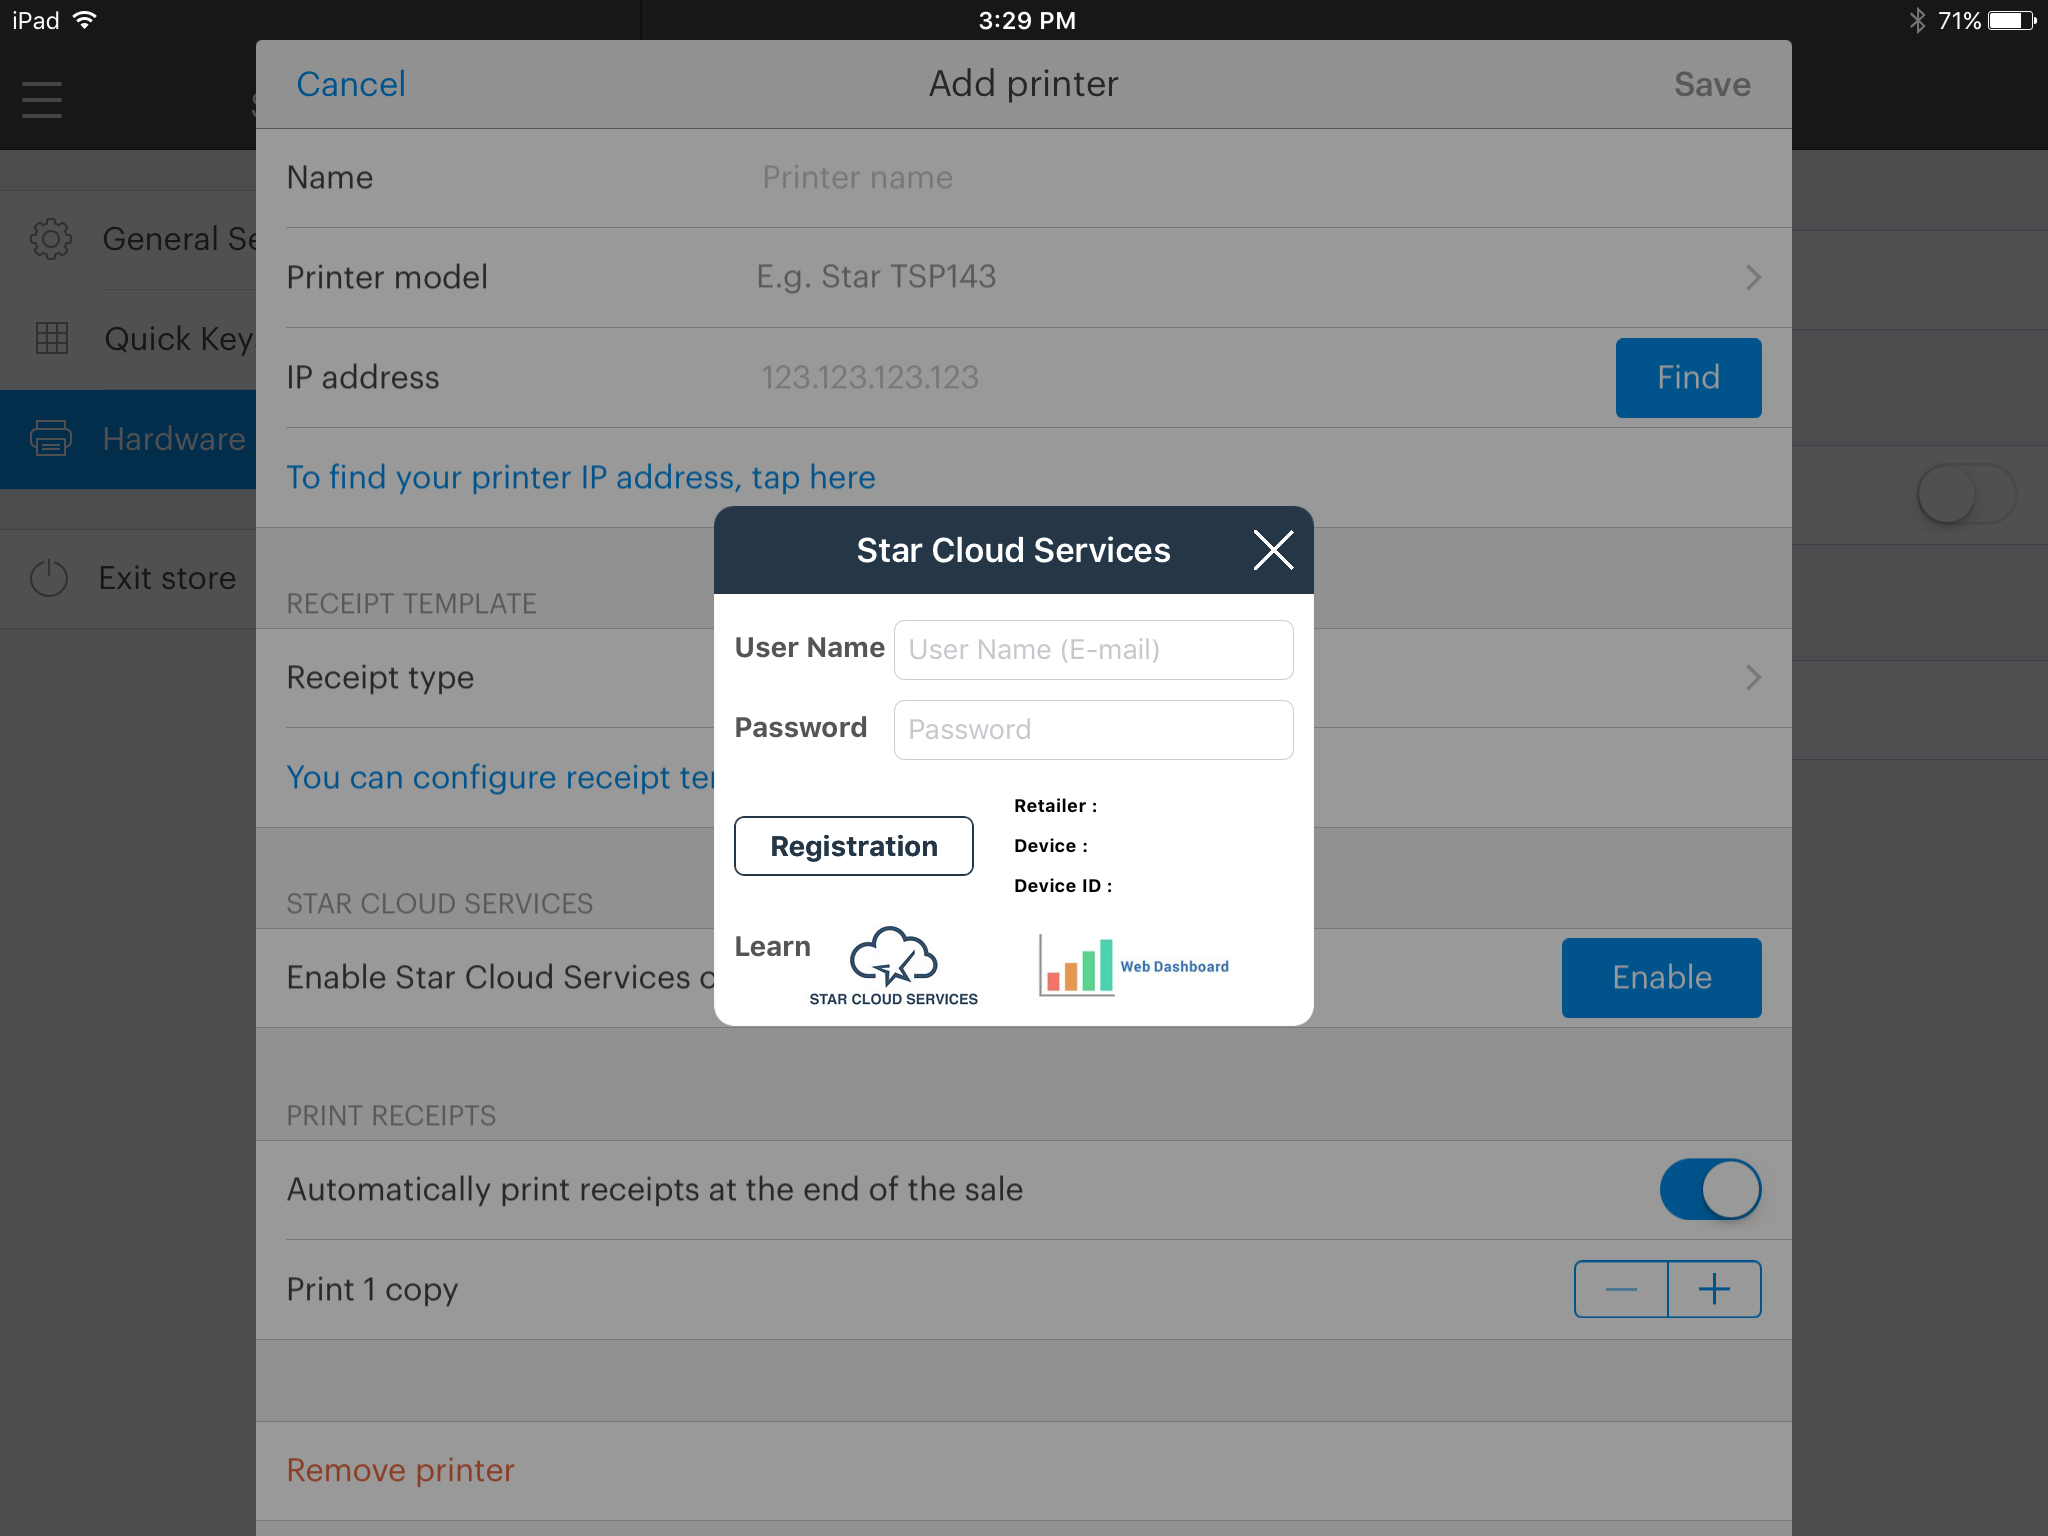 iPad 3:29 PM 71%
Cancel Add printer Save
Name Printer name
General Se
Printer model E.g. Star TSP143
Quick Key
IP address 123.123.123.123 Find
Hardware
To find your printer IP address, tap here
Star Cloud Services
Exit store
RECEIPT TEMPLATE
User Name User Name (E-mail)
Receipt type
Password Password
You can configure receipt ter
Retailer :
Registration
Device :
Device ID :
STAR CLOUD SERVICES
Learn
Web Dashboard
Enable Star Cloud Services o
Enable
STAR CLOUD SERVICES
PRINT RECEIPTS
Automatically print receipts at the end of the sale
Print 1 copy
Remove printer